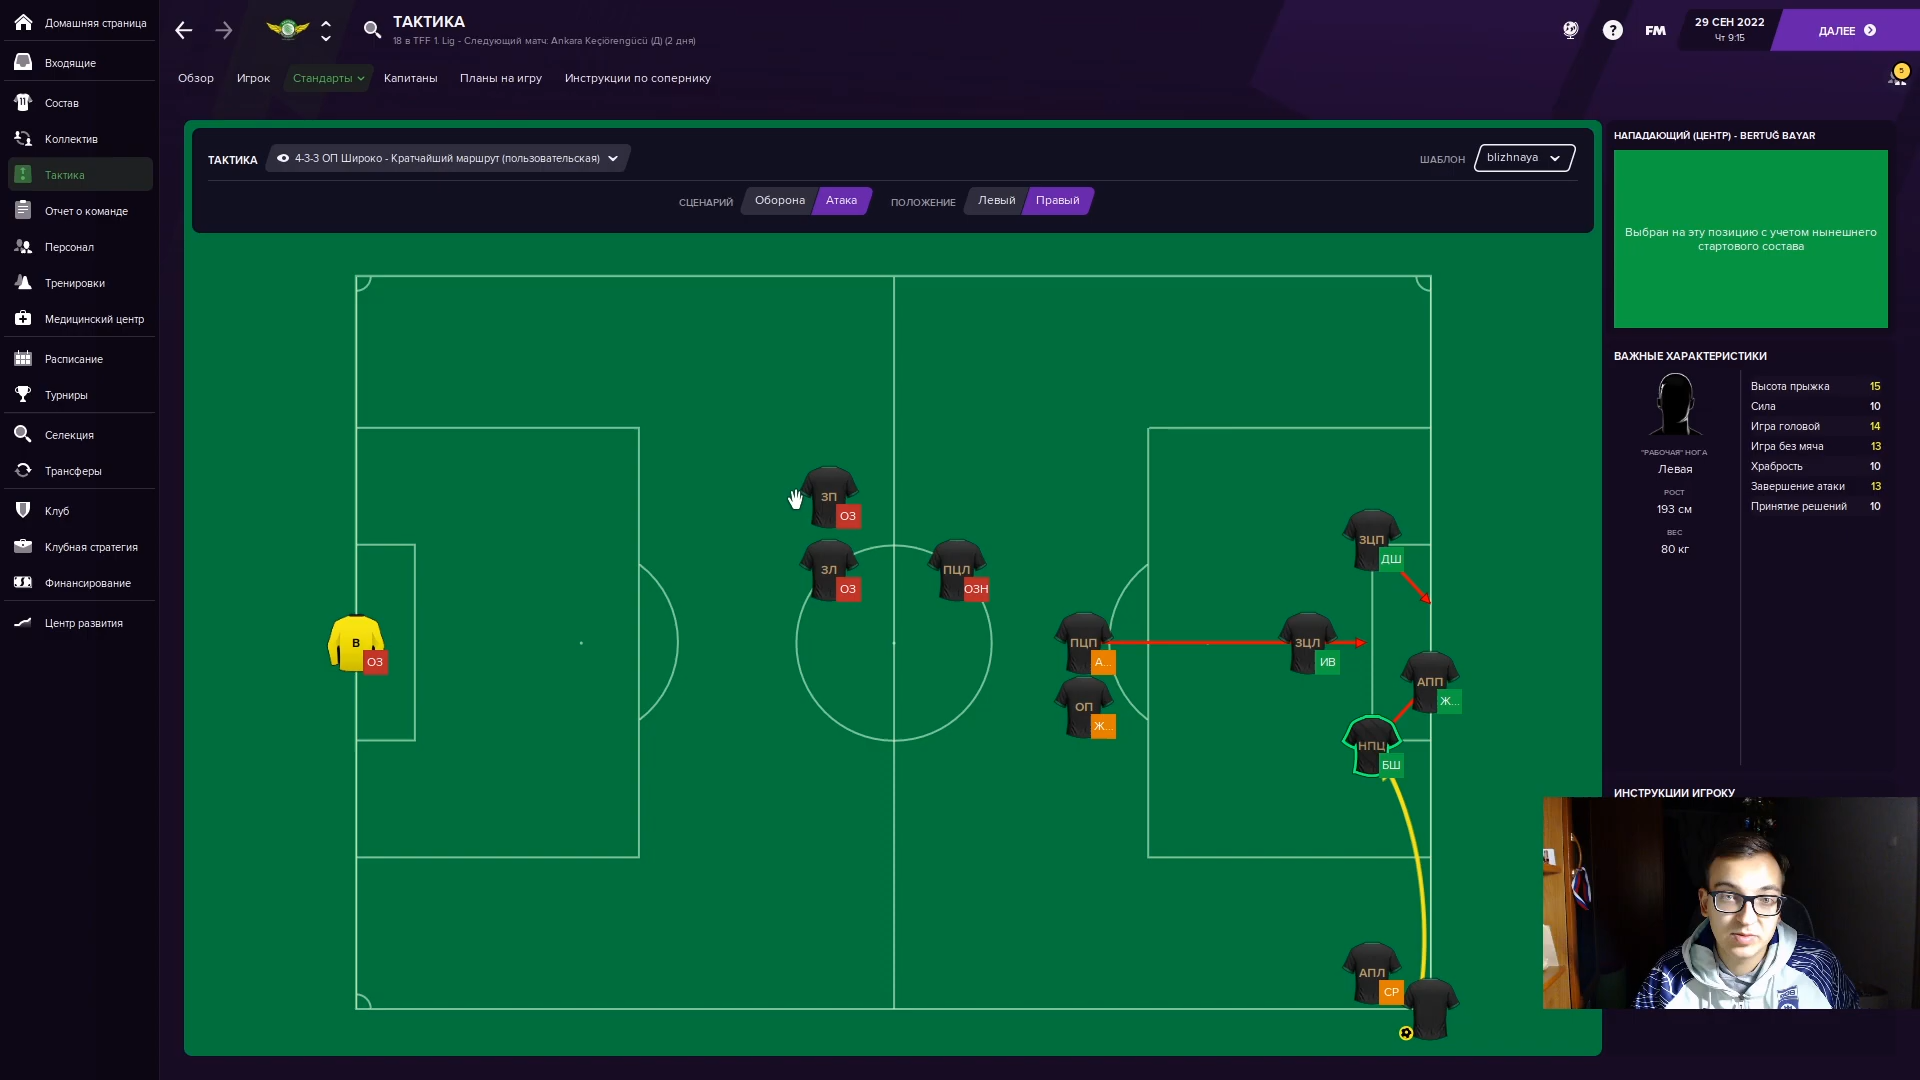 Домашняя страница
Входящие
Состав
Коллектив
Тактика
Отчет о команде
Персонал
Тренировки
Медицинский центр
Расписание
Турниры
Селекция
Трансферы
Клуб
Клубная стратегия
Финансирование
Центр развития
ТАКТИКА
18 в TFF 1. Lig - Следующий матч: Ankara Keçiörengücü (Д) (2 дня)
FM
29 СЕН 2022
Чт 9:15
ДАЛЕЕ
5
Обзор
Игрок
Стандарты
Капитаны
Планы на игру
Инструкции по сопернику
ТАКТИКА
4-3-3 ОП Широко - Кратчайший маршрут (пользовательская)
ШАБЛОН
blizhnaya
СЦЕНАРИЙ
Оборона
Атака
ПОЛОЖЕНИЕ
Левый
Правый
ЗП
ОЗ
ЗЛ
ОЗ
ПЦЛ
ОЗН
В
ОЗ
ПЦП
А...
ОП
Ж...
ЗЦП
ДШ
ЗЦЛ
ИВ
АПП
Ж...
НПЦ
БШ
АПЛ
СР
НАПАДАЮЩИЙ (ЦЕНТР) - BERTUĞ BAYAR
Выбран на эту позицию с учетом нынешнего
стартового состава
ВАЖНЫЕ ХАРАКТЕРИСТИКИ
"РАБОЧАЯ" НОГА
Левая
РОСТ
193 см
ВЕС
80 кг
Высота прыжка 15
Сила 10
Игра головой 14
Игра без мяча 13
Храбрость 10
Завершение атаки 13
Принятие решений 10
ИНСТРУКЦИИ ИГРОКУ